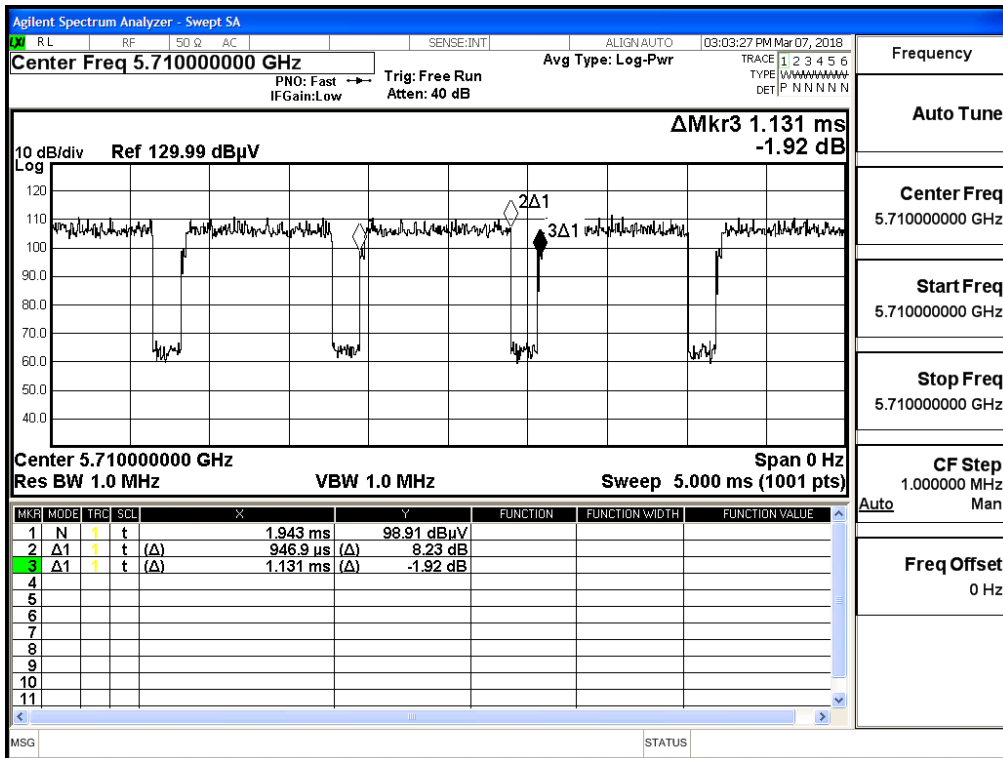 Agilent Spectrum Analyzer - Swept SA
LXI RL RF 50 Ω AC SENSE:INT ALIGN AUTO 03:03:27 PM Mar 07, 2018
Center Freq 5.710000000 GHz
PNO: Fast
IFGain:Low
Trig: Free Run
Atten: 40 dB
Avg Type: Log-Pwr
TRACE 1 2 3 4 5 6
TYPE WWWWWW
DET P N N N N N
ΔMkr3 1.131 ms
-1.92 dB
10 dB/div Ref 129.99 dBµV
Log
120
110
100
90.0
80.0
70.0
60.0
50.0
40.0
2Δ1
3Δ1
Center 5.710000000 GHz Span 0 Hz
Res BW 1.0 MHz VBW 1.0 MHz Sweep 5.000 ms (1001 pts)
MKR MODE TRC SCL X Y FUNCTION FUNCTION WIDTH FUNCTION VALUE
1 N 1 t 1.943 ms 98.91 dBµV
2 Δ1 1 t (Δ) 946.9 µs (Δ) 8.23 dB
3 Δ1 1 t (Δ) 1.131 ms (Δ) -1.92 dB
4
5
6
7
8
9
10
11
MSG STATUS
Frequency
Auto Tune
Center Freq
5.710000000 GHz
Start Freq
5.710000000 GHz
Stop Freq
5.710000000 GHz
CF Step
1.000000 MHz
Auto Man
Freq Offset
0 Hz